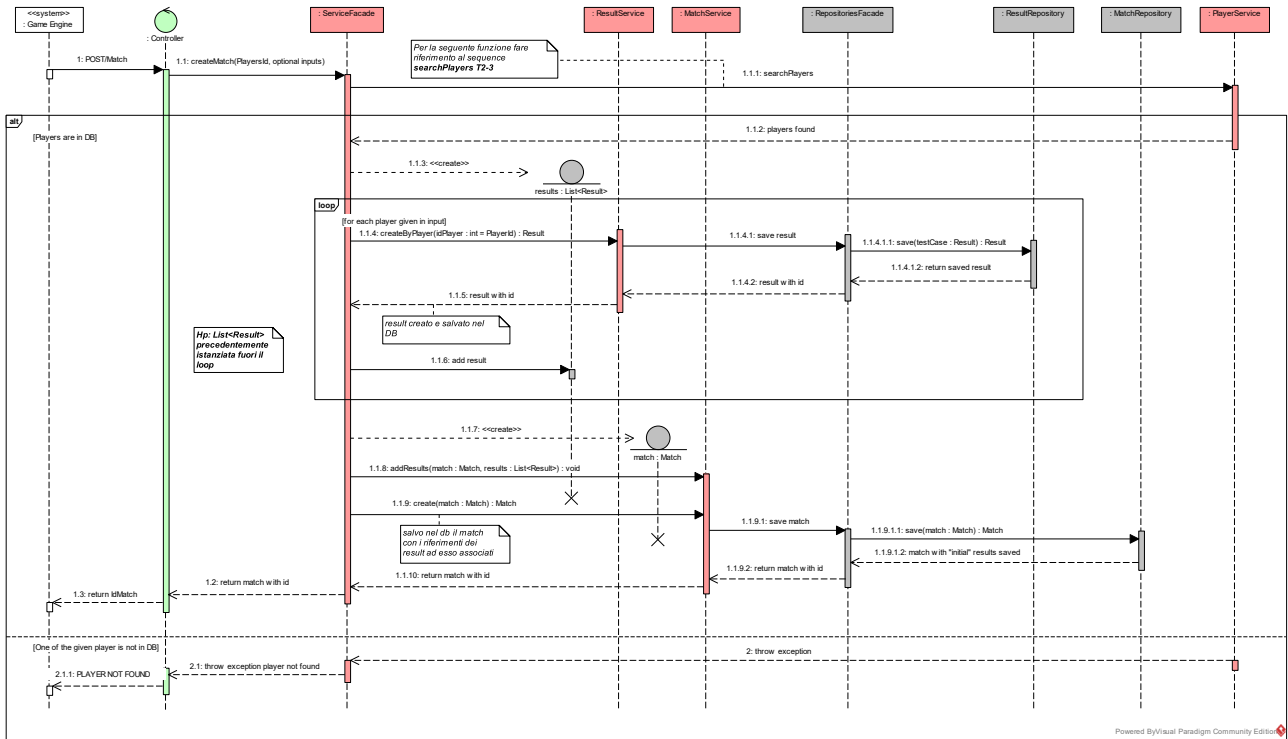 <<system>>
: Game Engine
: Controller
: ServiceFacade
: ResultService
: MatchService
: RepositoriesFacade
: ResultRepository
: MatchRepository
: PlayerService
Per la seguente funzione fare
riferimento al sequence
searchPlayers T2-3
1: POST/Match
1.1: createMatch(PlayersId, optional inputs)
1.1.1: searchPlayers
alt
[Players are in DB]
1.1.2: players found
1.1.3: <<create>>
results : List<Result>
loop
[for each player given in input]
1.1.4: createByPlayer(idPlayer : int = PlayerId) : Result
1.1.4.1: save result
1.1.4.1.1: save(testCase : Result) : Result
1.1.4.1.2: return saved result
1.1.4.2: result with id
1.1.5: result with id
result creato e salvato nel
DB
Hp: List<Result>
precedentemente
istanziata fuori il
loop
1.1.6: add result
1.1.7: <<create>>
match : Match
1.1.8: addResults(match : Match, results : List<Result>) : void
1.1.9: create(match : Match) : Match
salvo nel db il match
con i riferimenti dei
result ad esso associati
1.1.9.1: save match
1.1.9.1.1: save(match : Match) : Match
1.1.9.1.2: match with "initial" results saved
1.1.9.2: return match with id
1.1.10: return match with id
1.2: return match with id
1.3: return IdMatch
[One of the given player is not in DB]
2: throw exception
2.1: throw exception player not found
2.1.1: PLAYER NOT FOUND
Powered ByVisual Paradigm Community Edition